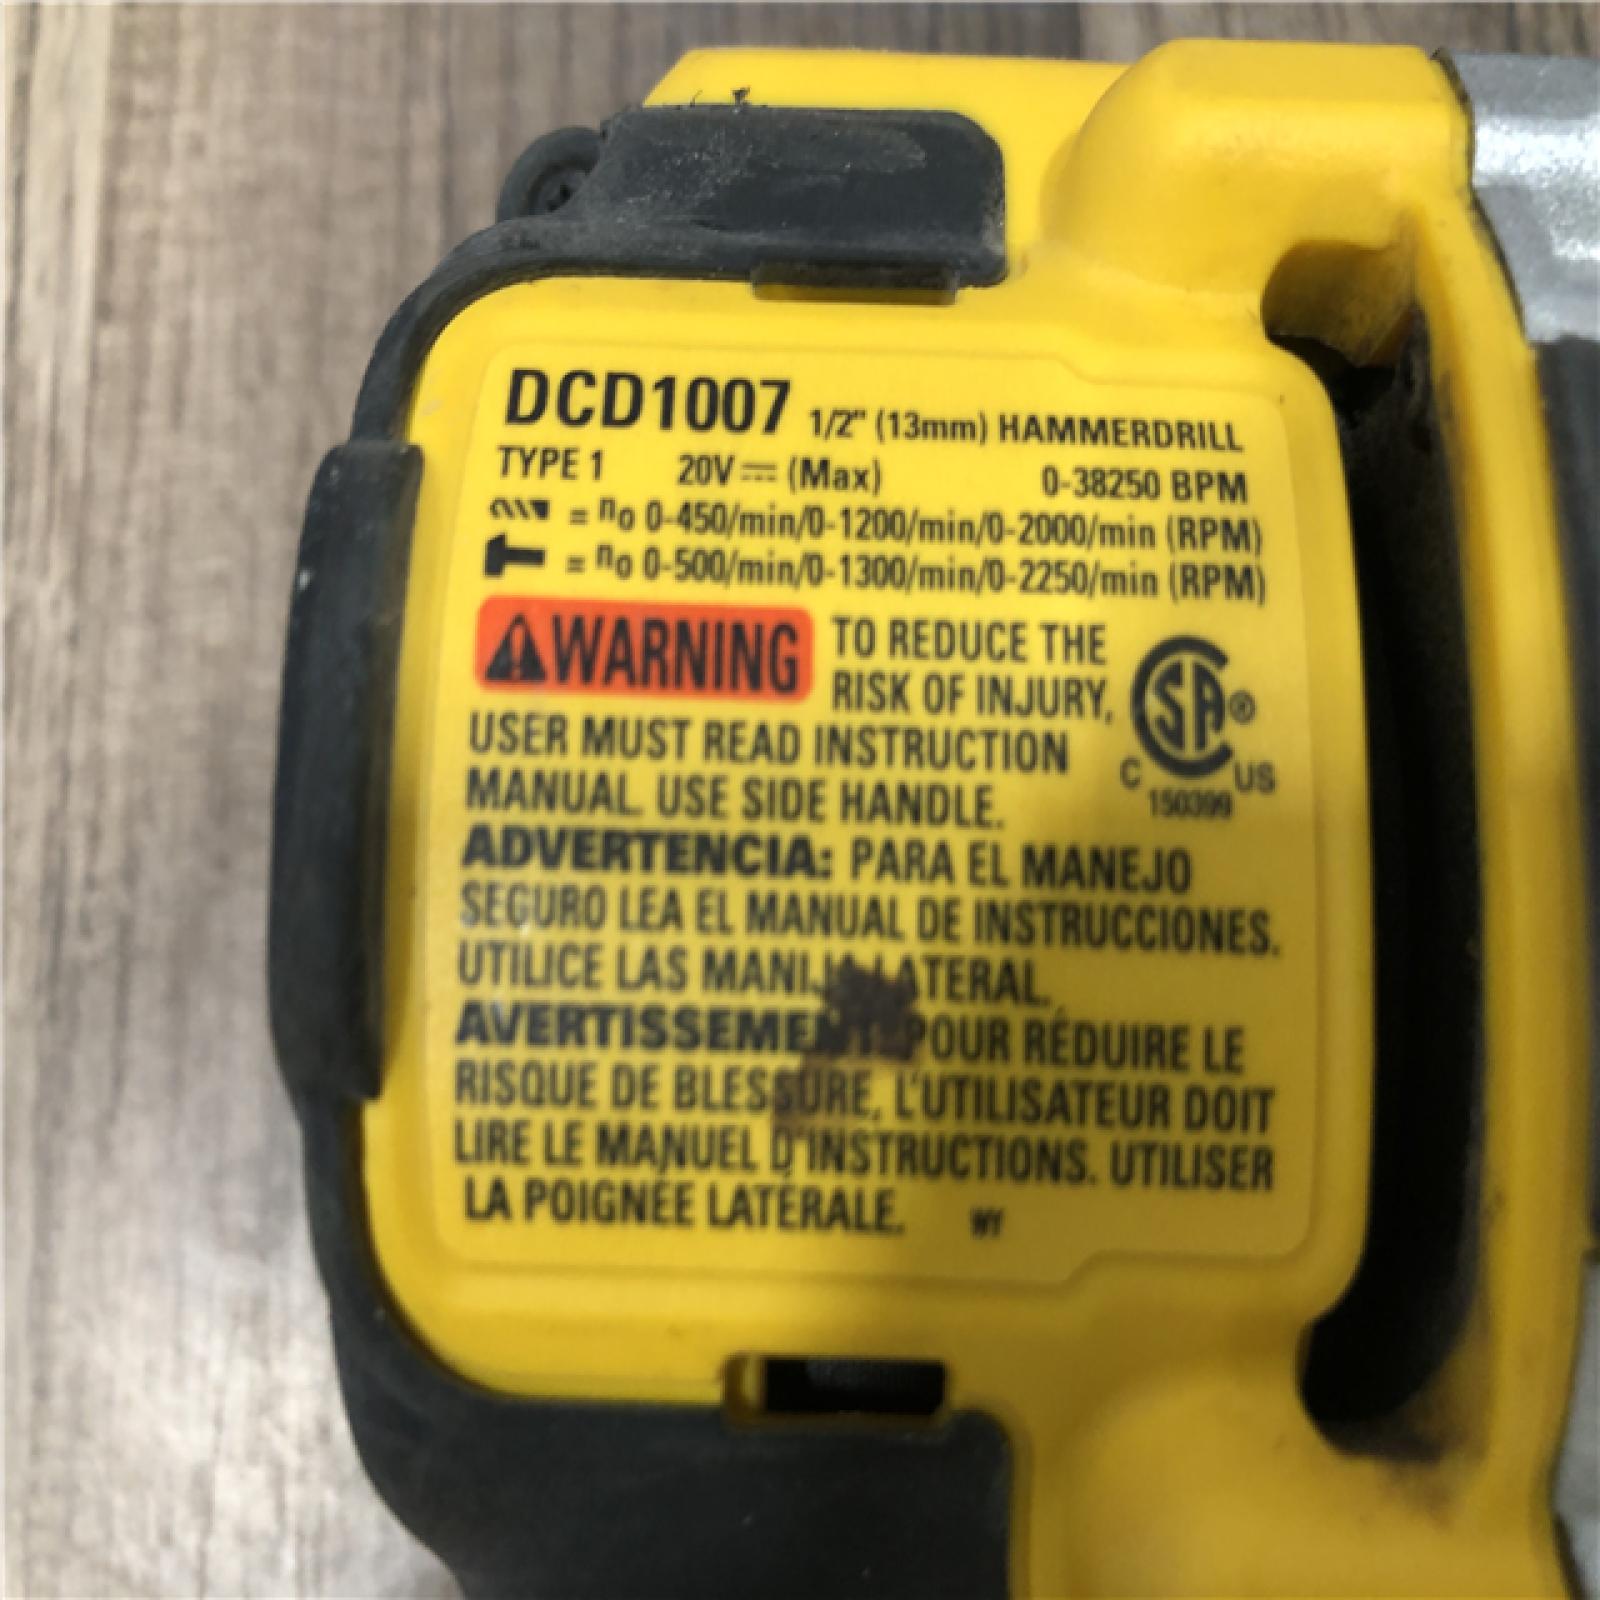 DCD1007 1/2" (13mm) HAMMERDRILL
TYPE 1 20V⎓ (Max) 0-38250 BPM
= n₀ 0-450/min/0-1200/min/0-2000/min (RPM)
= n₀ 0-500/min/0-1300/min/0-2250/min (RPM)
⚠WARNING TO REDUCE THE
RISK OF INJURY,
USER MUST READ INSTRUCTION
MANUAL. USE SIDE HANDLE.
SA®
C US
150399
ADVERTENCIA: PARA EL MANEJO
SEGURO LEA EL MANUAL DE INSTRUCCIONES.
UTILICE LAS MANIJA LATERAL.
AVERTISSEMENT: POUR RÉDUIRE LE
RISQUE DE BLESSURE, L'UTILISATEUR DOIT
LIRE LE MANUEL D'INSTRUCTIONS. UTILISER
LA POIGNÉE LATÉRALE. WY